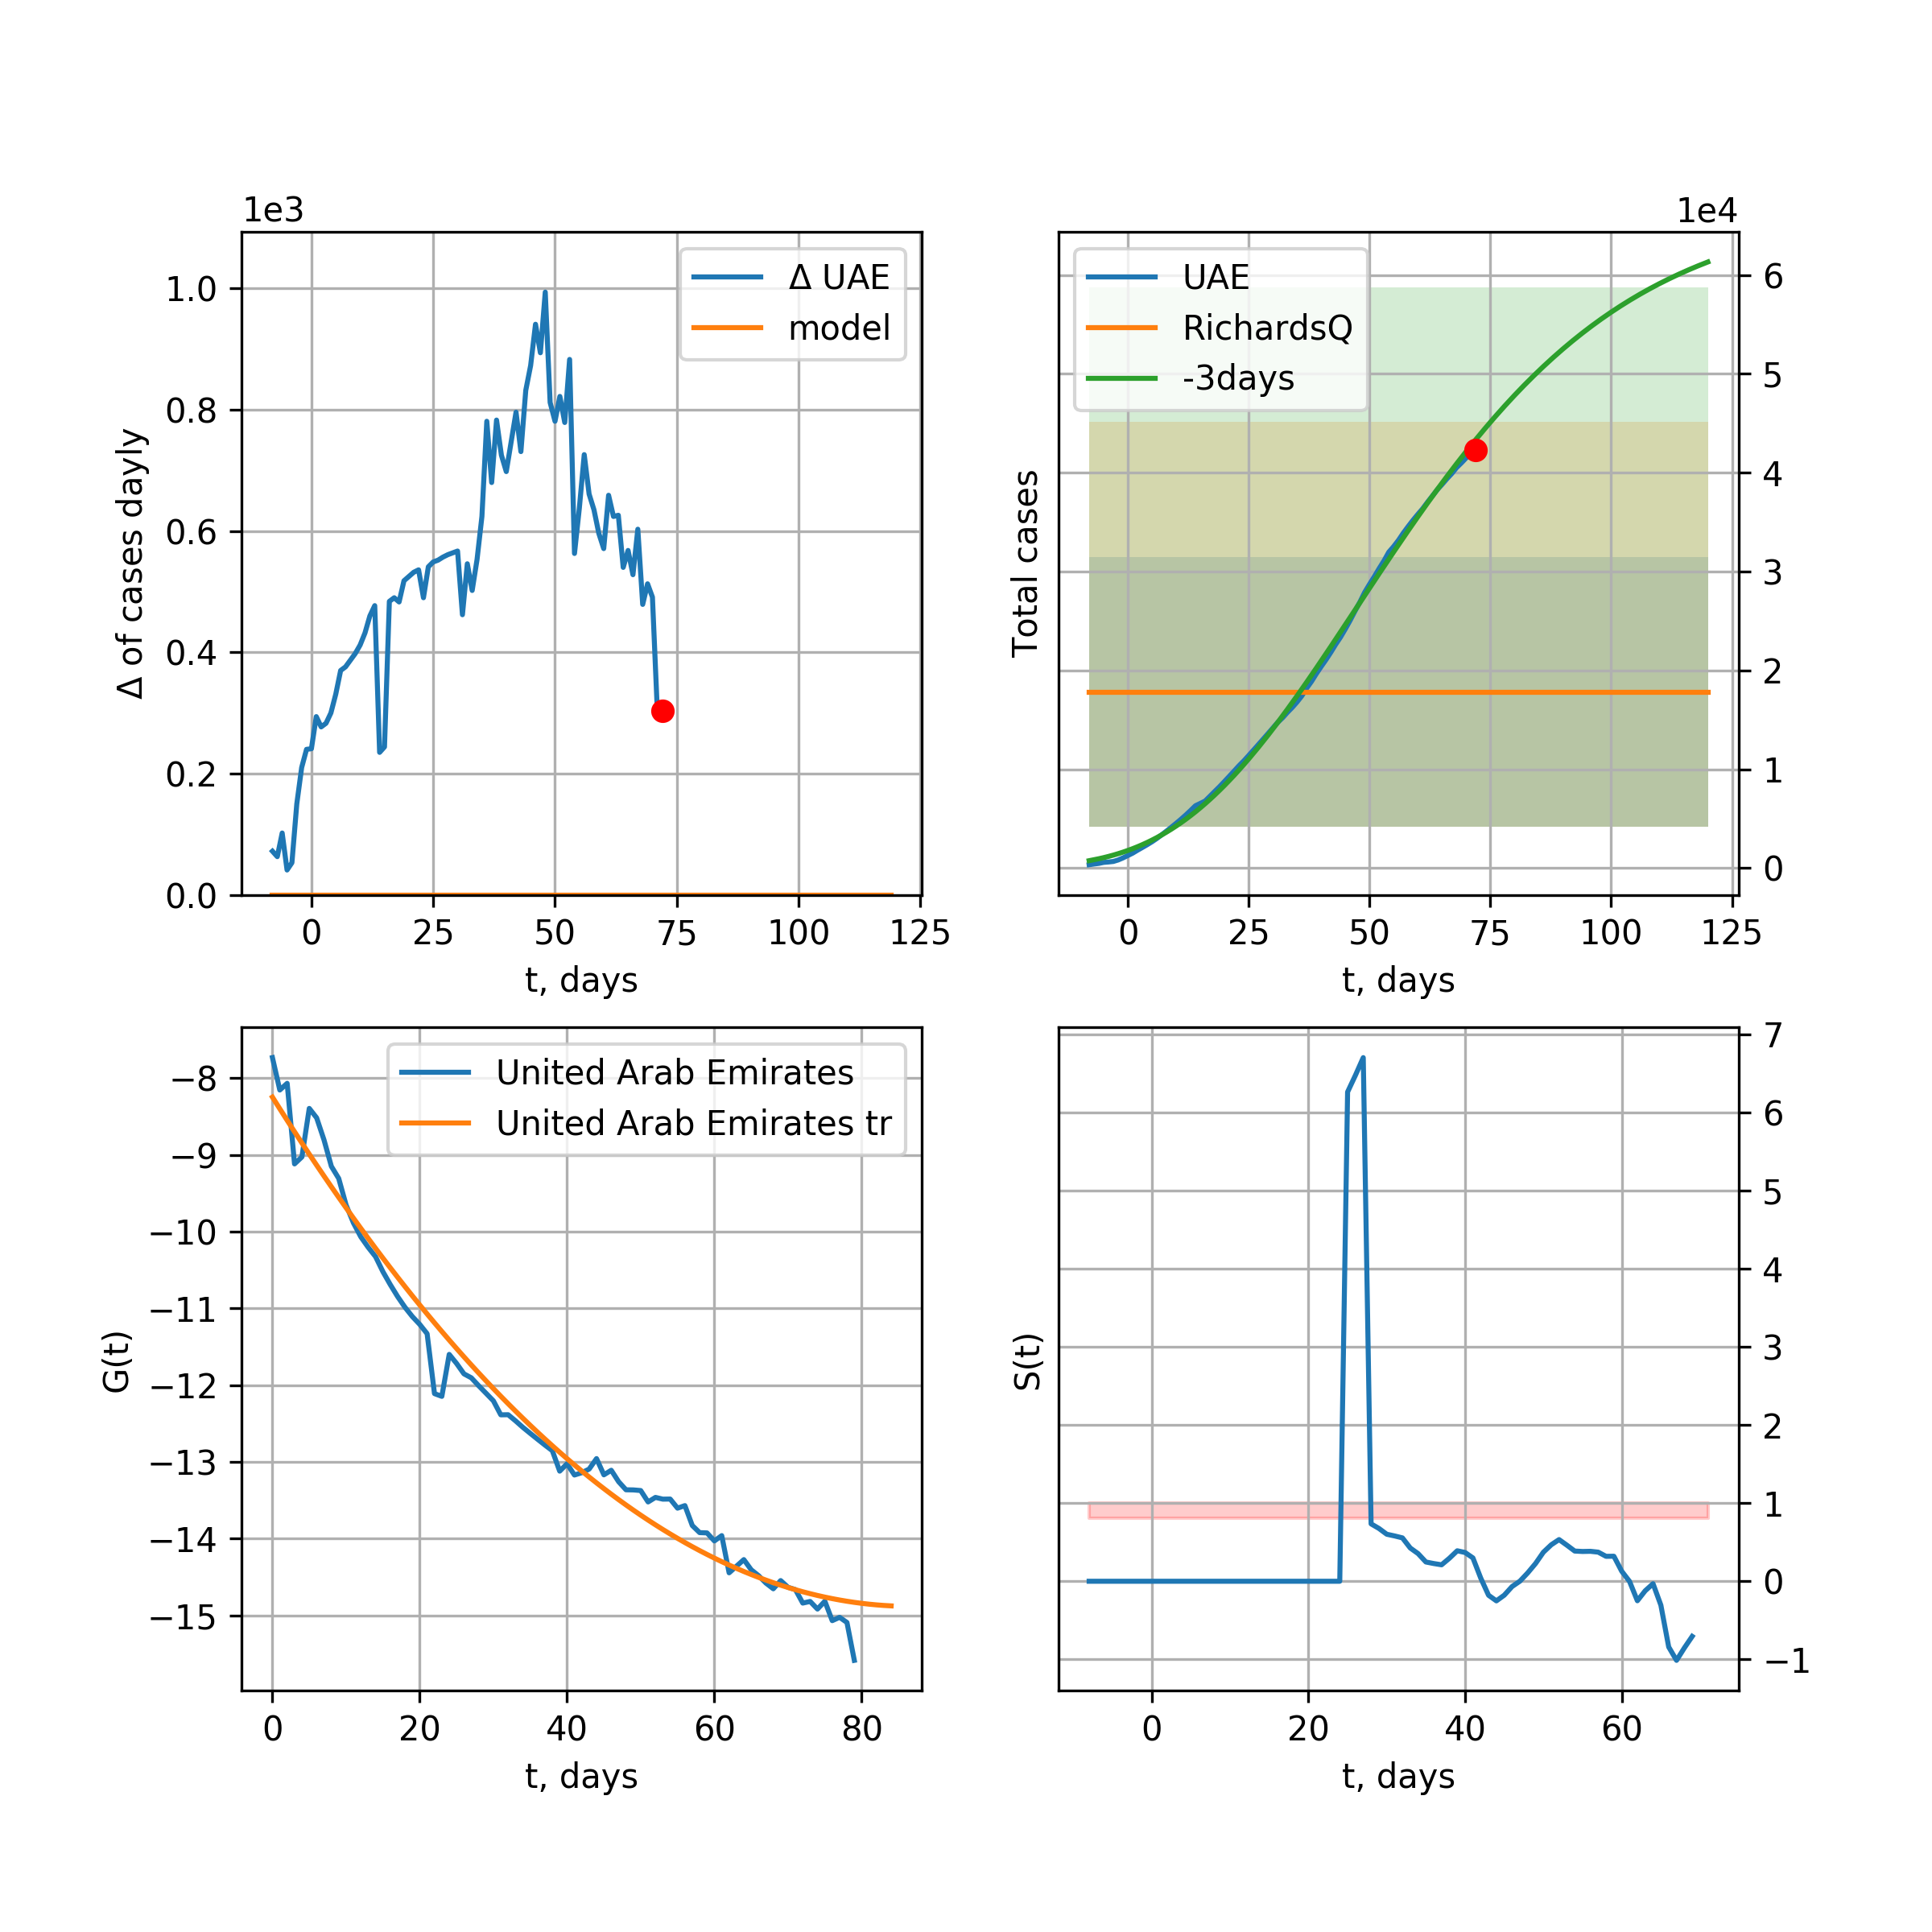 1e3
Δ of cases dayly
1.0
0.8
0.6
0.4
0.2
0.0
Δ UAE
model
0 25 50 75 100 125
t, days
1e4
Total cases
UAE
RichardsQ
-3days
6
5
4
3
2
1
0
0 25 50 75 100 125
t, days
G(t)
−8
−9
−10
−11
−12
−13
−14
−15
United Arab Emirates
United Arab Emirates tr
0 20 40 60 80
t, days
S(t)
7
6
5
4
3
2
1
0
−1
0 20 40 60
t, days